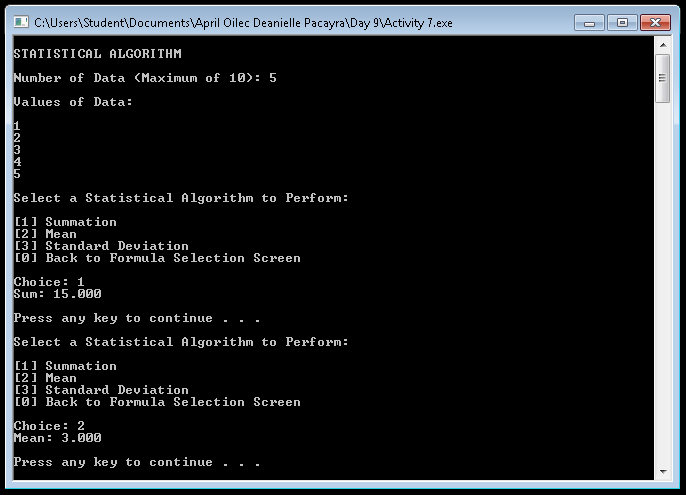 C:\Users\Student\Documents\April Oilec Deanielle Pacayra\Day 9\Activity 7.exe
STATISTICAL ALGORITHM
Number of Data (Maximum of 10): 5
Values of Data:
1
2
3
4
5
Select a Statistical Algorithm to Perform:
[1] Summation
[2] Mean
[3] Standard Deviation
[0] Back to Formula Selection Screen
Choice: 1
Sum: 15.000
Press any key to continue . . .
Select a Statistical Algorithm to Perform:
[1] Summation
[2] Mean
[3] Standard Deviation
[0] Back to Formula Selection Screen
Choice: 2
Mean: 3.000
Press any key to continue . . .